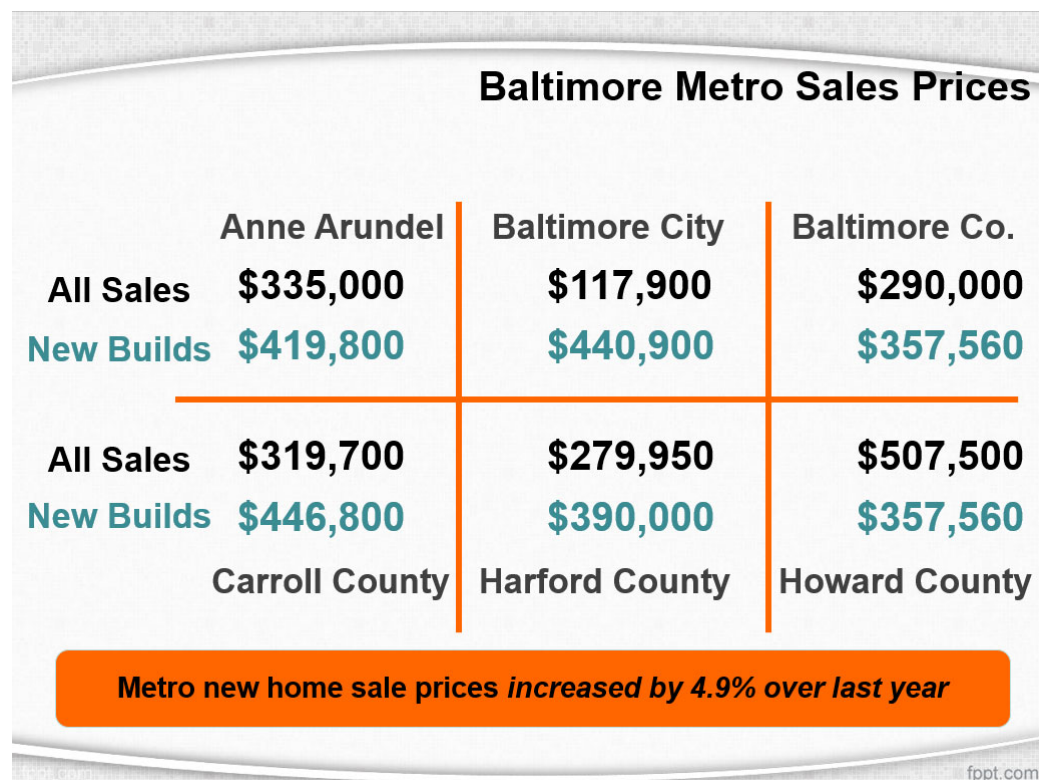 Baltimore Metro Sales Prices
Anne Arundel Baltimore City Baltimore Co.
All Sales $335,000 $117,900 $290,000
New Builds $419,800 $440,900 $357,560
All Sales $319,700 $279,950 $507,500
New Builds $446,800 $390,000 $357,560
Carroll County Harford County Howard County
Metro new home sale prices increased by 4.9% over last year
fppt.com fppt.com